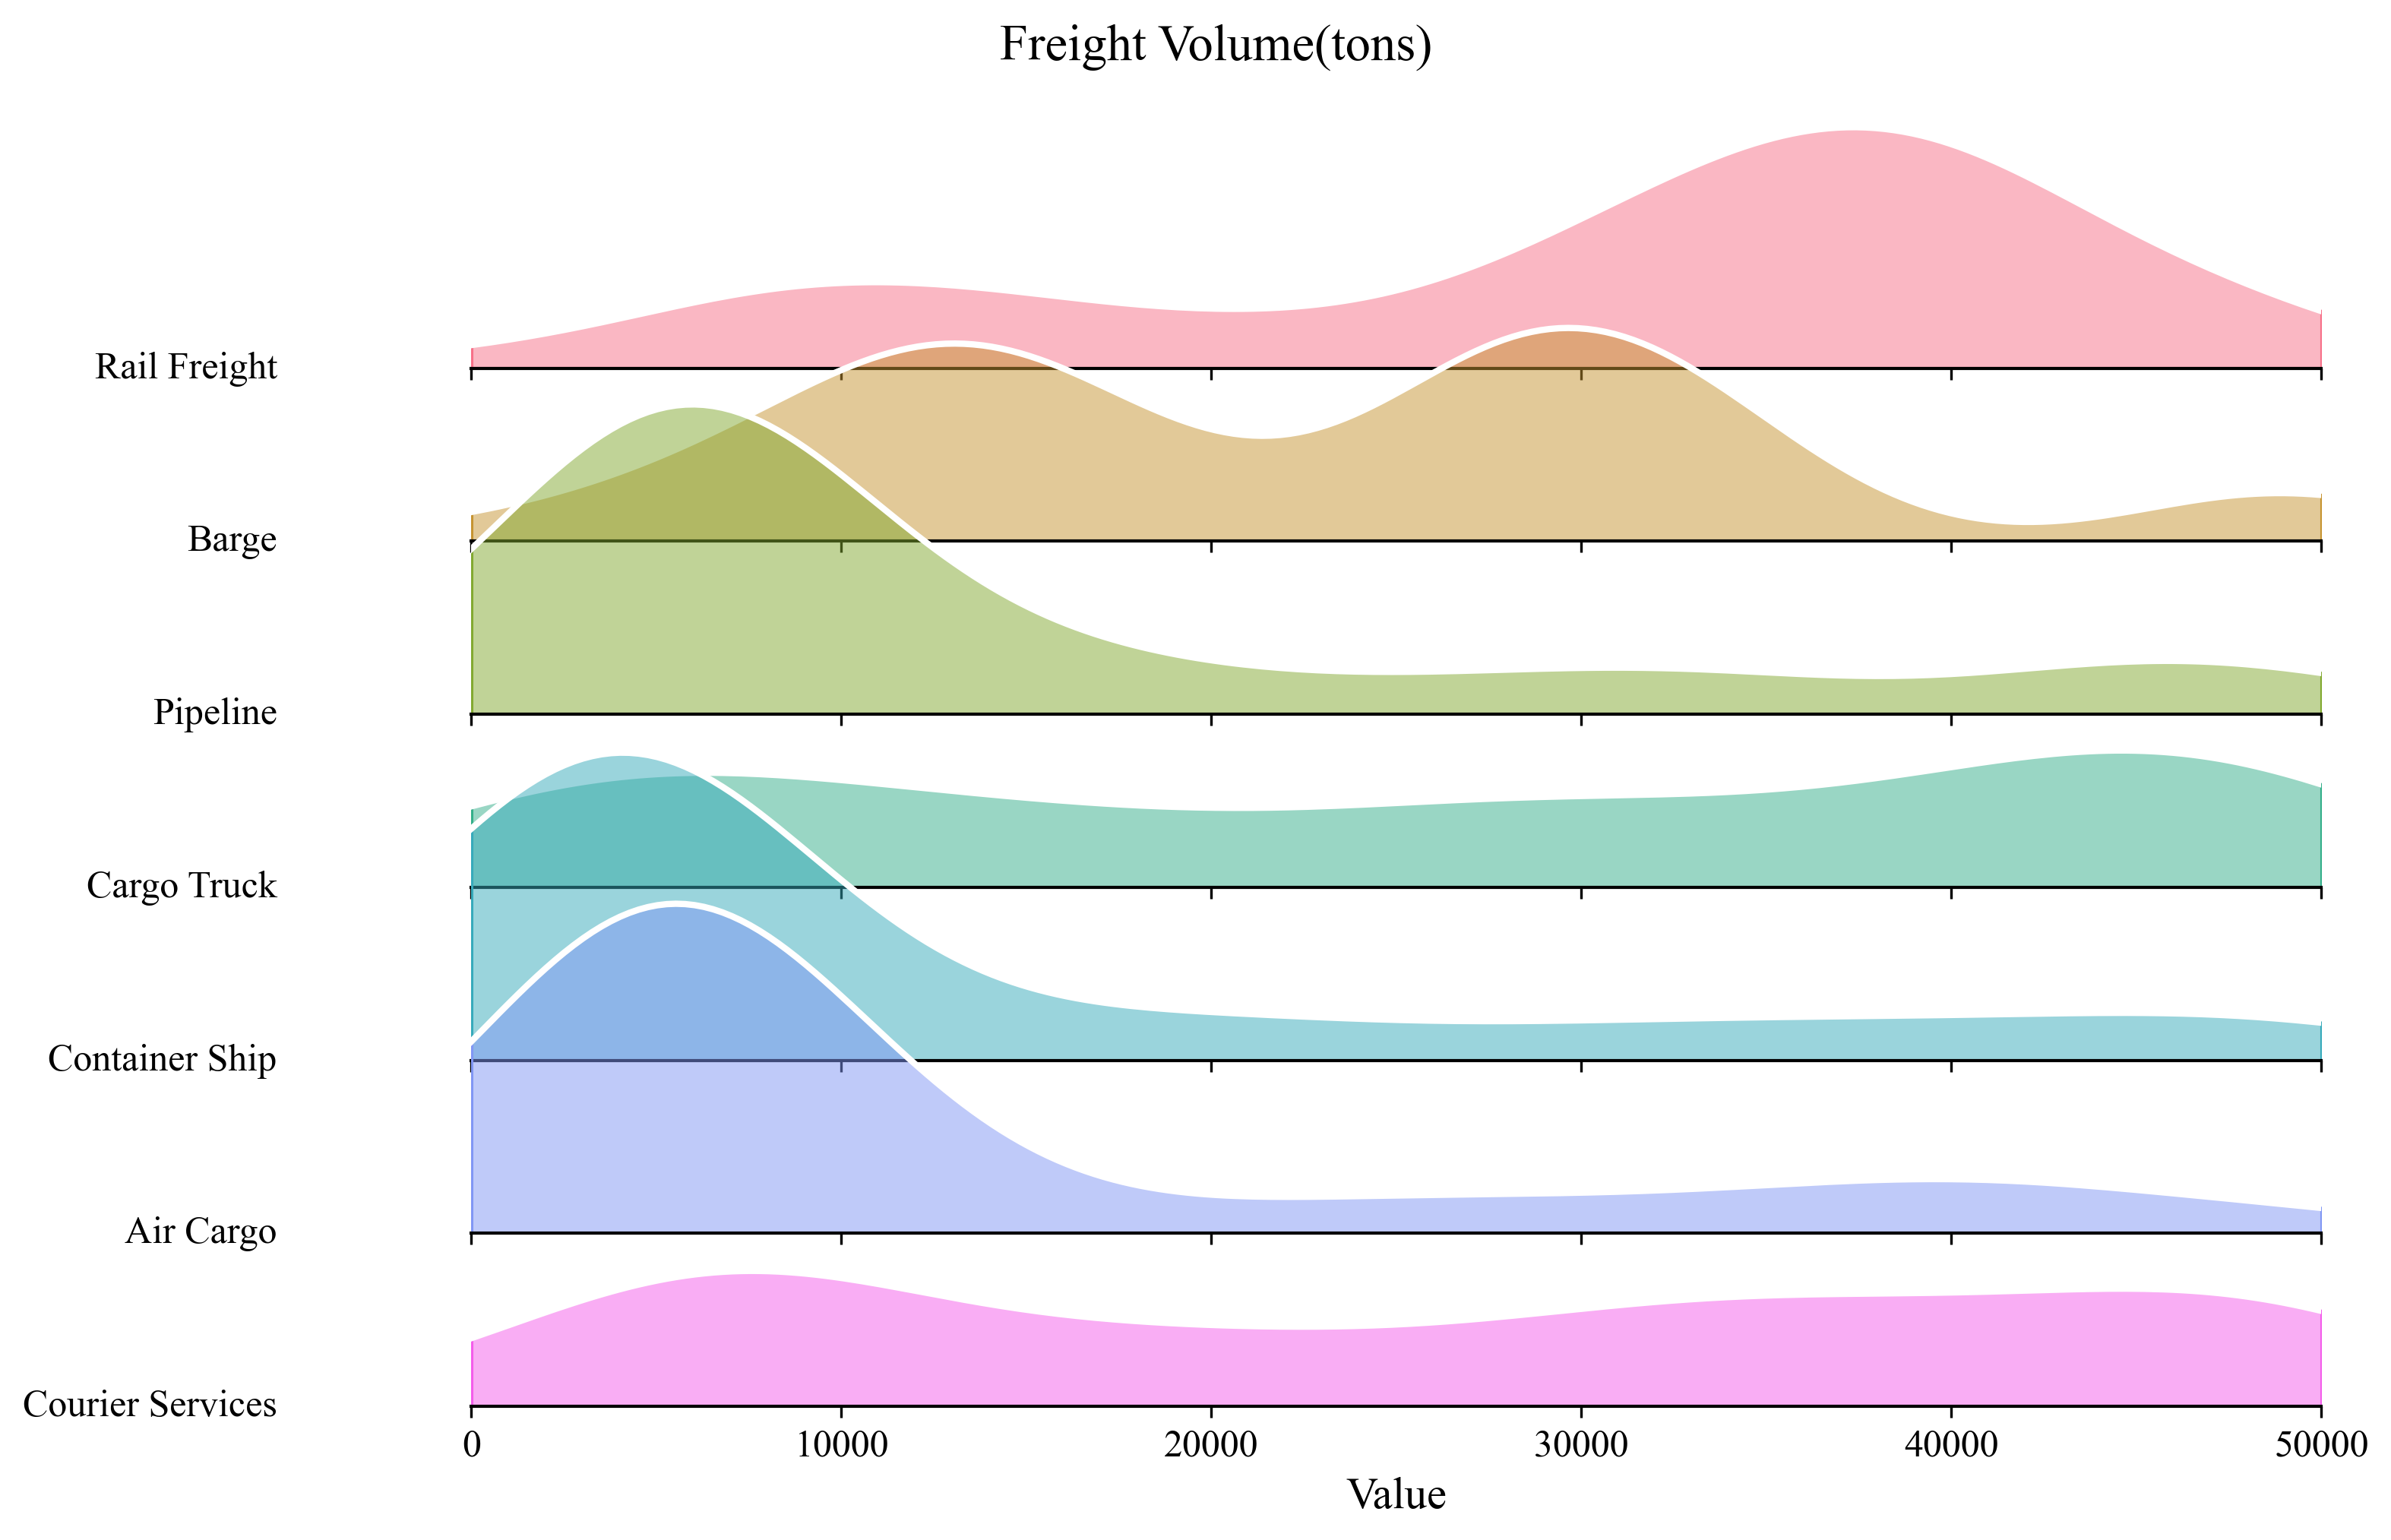 Freight Volume(tons)
Rail Freight
Barge
Pipeline
Cargo Truck
Container Ship
Air Cargo
Courier Services
0 10000 20000 30000 40000 50000
Value